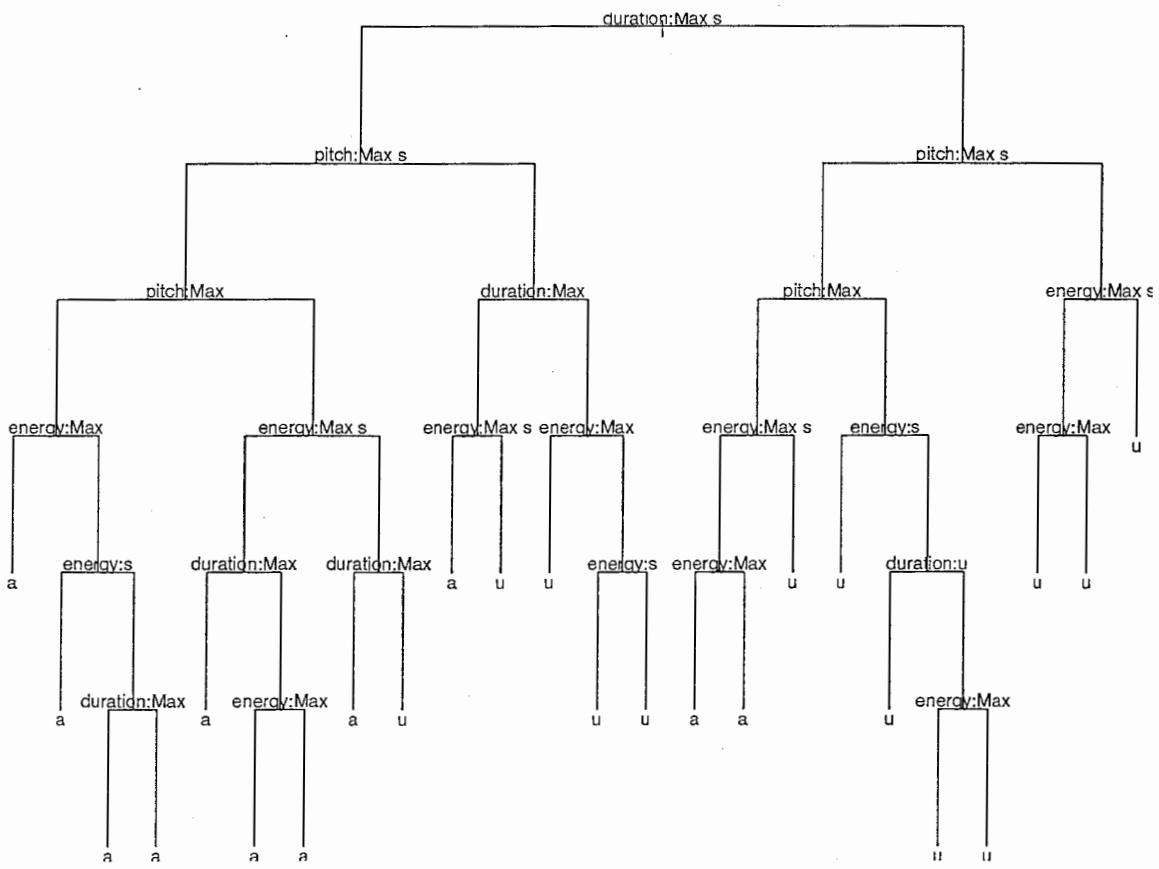 duration:Max s
pitch:Max s pitch:Max s
pitch:Max duration:Max pitch:Max energy:Max s
energy:Max energy:Max s energy:Max s energy:Max energy:Max s energy:s energy:Max u
a energy:s duration:Max duration:Max a u u energy:s energy:Max u u duration:u u u
a duration:Max a energy:Max a u u u a a u energy:Max
a a a a u u